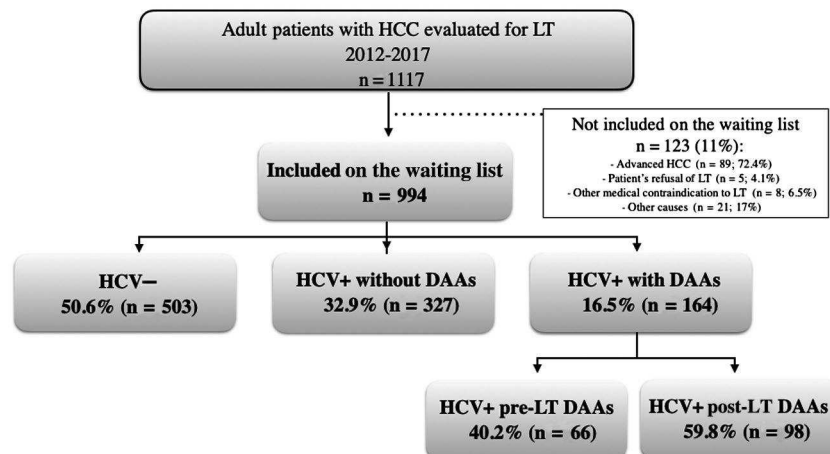 Adult patients with HCC evaluated for LT
2012-2017
n = 1117
Not included on the waiting list
n = 123 (11%):
- Advanced HCC (n = 89; 72.4%)
- Patient's refusal of LT (n = 5; 4.1%)
- Other medical contraindication to LT (n = 8; 6.5%)
- Other causes (n = 21; 17%)
Included on the waiting list
n = 994
HCV−
50.6% (n = 503)
HCV+ without DAAs
32.9% (n = 327)
HCV+ with DAAs
16.5% (n = 164)
HCV+ pre-LT DAAs
40.2% (n = 66)
HCV+ post-LT DAAs
59.8% (n = 98)